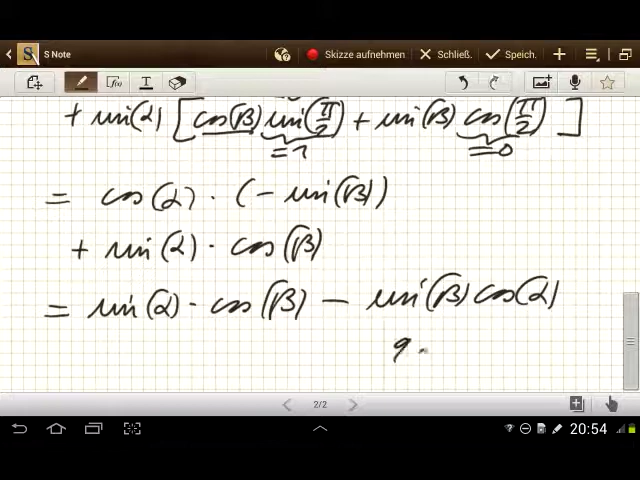 S Note
Skizze aufnehmen
Schließ.
Speich.
+ sin(α) [cos(β) sin(π/2) + sin(β) cos(π/2)]
=1 =0
= cos(α) · (− sin(β))
+ sin(α) · cos(β)
= sin(α) · cos(β) − sin(β) cos(α)
q.
2/2
20:54